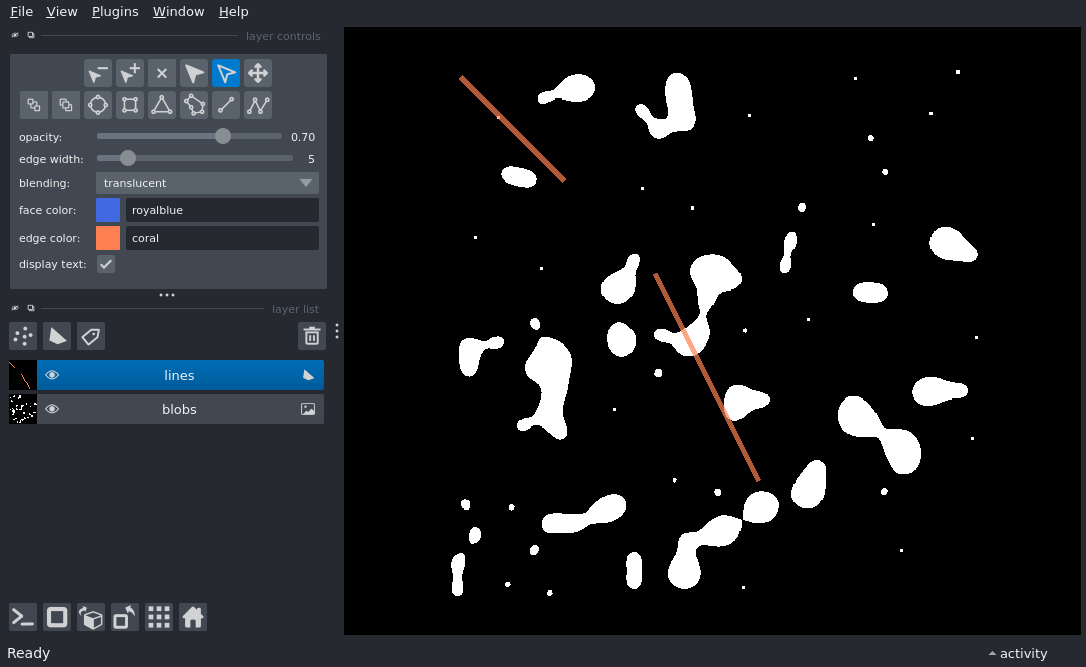 File View Plugins Window Help
layer controls
opacity: 0.70
edge width: 5
blending: translucent
face color: royalblue
edge color: coral
display text:
layer list
lines
blobs
Ready
activity